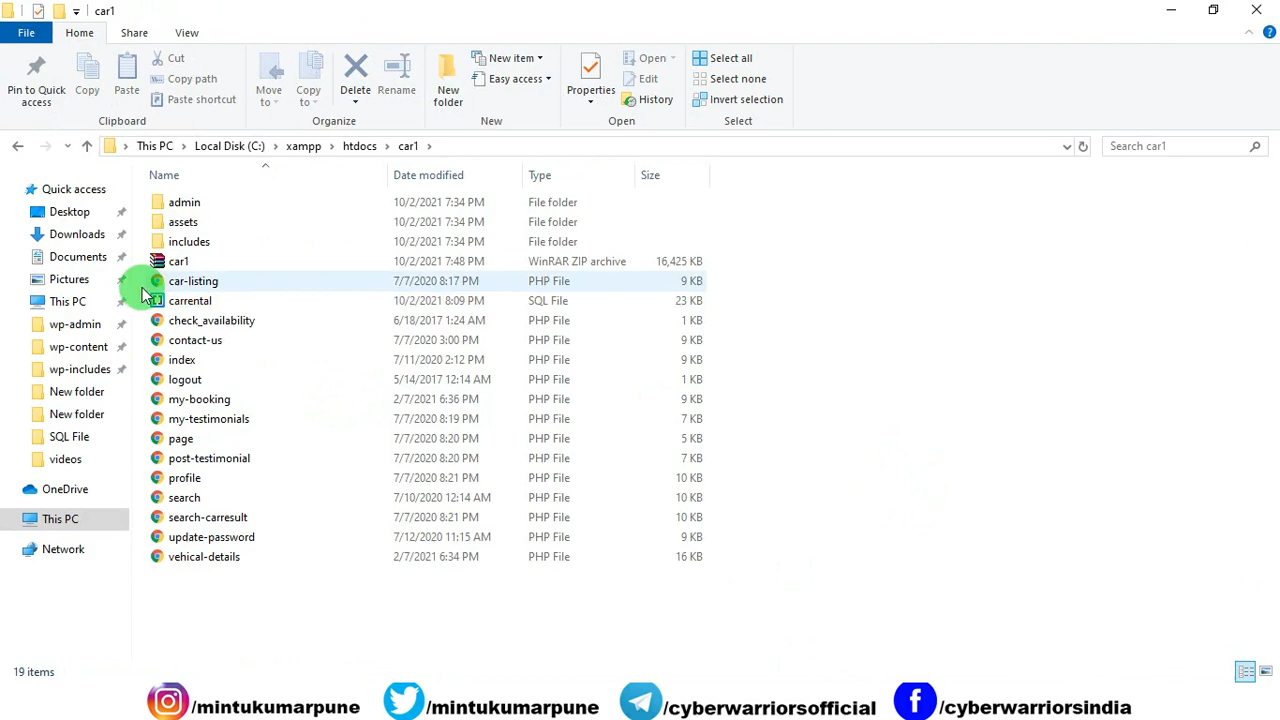 car1
File Home Share View
Pin to Quick access
Copy
Paste
Cut
Copy path
Paste shortcut
Clipboard
Move to
Copy to
Delete
Rename
Organize
New folder
New item
Easy access
New
Properties
Open
Edit
History
Open
Select all
Select none
Invert selection
Select
This PC > Local Disk (C:) > xampp > htdocs > car1 >
Search car1
Quick access
Desktop
Downloads
Documents
Pictures
This PC
wp-admin
wp-content
wp-includes
New folder
New folder
SQL File
videos
OneDrive
This PC
Network
Name Date modified Type Size
admin 10/2/2021 7:34 PM File folder
assets 10/2/2021 7:34 PM File folder
includes 10/2/2021 7:34 PM File folder
car1 10/2/2021 7:48 PM WinRAR ZIP archive 16,425 KB
car-listing 7/7/2020 8:17 PM PHP File 9 KB
carrental 10/2/2021 8:09 PM SQL File 23 KB
check_availability 6/18/2017 1:24 AM PHP File 1 KB
contact-us 7/7/2020 3:00 PM PHP File 9 KB
index 7/11/2020 2:12 PM PHP File 9 KB
logout 5/14/2017 12:14 AM PHP File 1 KB
my-booking 2/7/2021 6:36 PM PHP File 9 KB
my-testimonials 7/7/2020 8:19 PM PHP File 7 KB
page 7/7/2020 8:20 PM PHP File 5 KB
post-testimonial 7/7/2020 8:20 PM PHP File 7 KB
profile 7/7/2020 8:21 PM PHP File 10 KB
search 7/10/2020 12:14 AM PHP File 10 KB
search-carresult 7/7/2020 8:21 PM PHP File 10 KB
update-password 7/12/2020 11:15 AM PHP File 9 KB
vehical-details 2/7/2021 6:34 PM PHP File 16 KB
19 items
/mintukumarpune /mintukumarpune /cyberwarriorsofficial /cyberwarriorsindia